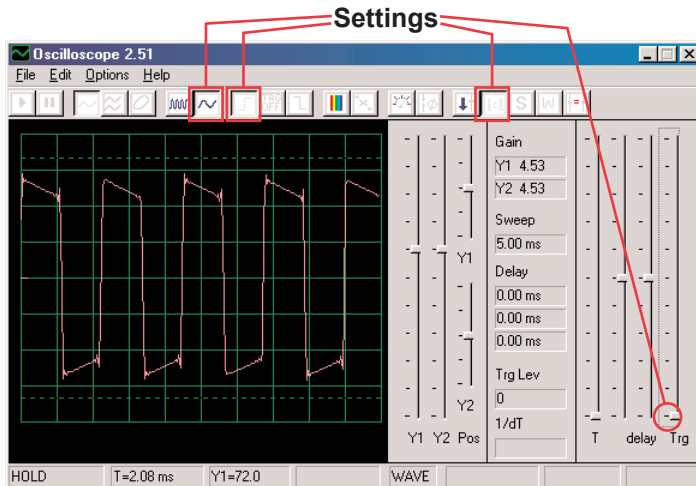 Settings
Oscilloscope 2.51
File Edit Options Help
TRG OFF
S W
Gain
Y1 4.53
Y2 4.53
Sweep
5.00 ms
Delay
0.00 ms
0.00 ms
0.00 ms
Trg Lev
0
1/dT
Y1
Y2
Y1 Y2 Pos
T delay Trg
HOLD T=2.08 ms Y1=72.0 WAVE